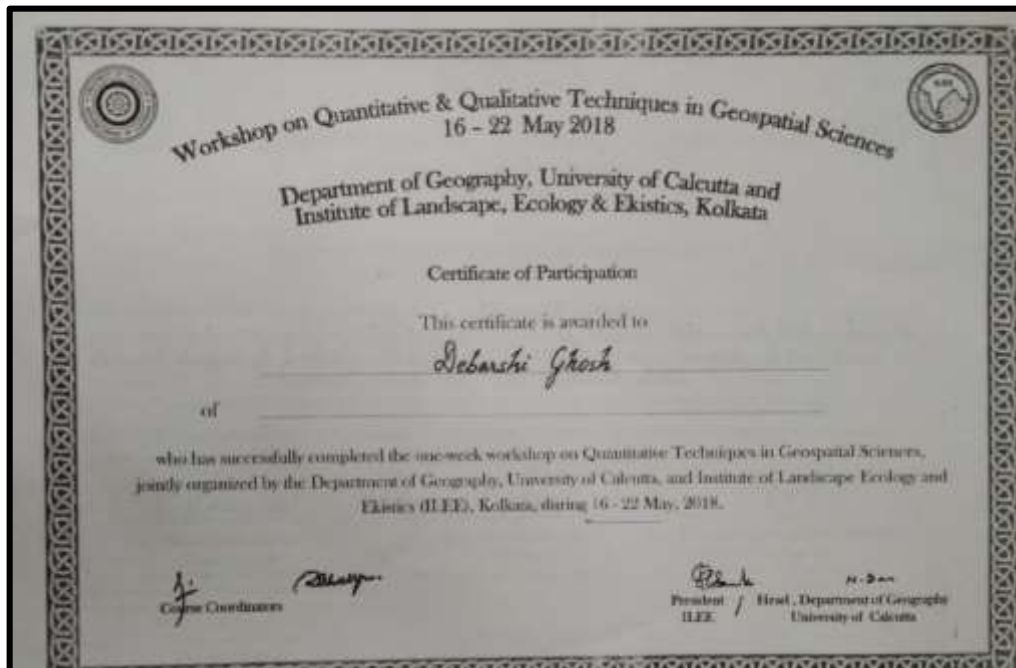 Workshop on Quantitative & Qualitative Techniques in Geospatial Sciences
16 - 22 May 2018
Department of Geography, University of Calcutta and
Institute of Landscape, Ecology & Ekistics, Kolkata
Certificate of Participation
This certificate is awarded to
Debarshi Ghosh
of
who has successfully completed the one-week workshop on Quantitative Techniques in Geospatial Sciences,
jointly organized by the Department of Geography, University of Calcutta, and Institute of Landscape Ecology and
Ekistics (ILEE), Kolkata, during 16 - 22 May, 2018.
Course Coordinators
President / Head, Department of Geography
ILEE University of Calcutta